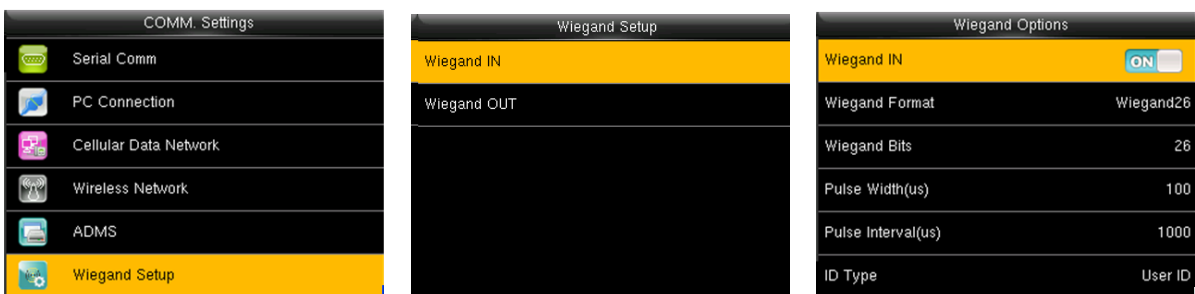 COMM. Settings
Serial Comm
PC Connection
Cellular Data Network
Wireless Network
ADMS
Wiegand Setup
Wiegand Setup
Wiegand IN
Wiegand OUT
Wiegand Options
Wiegand IN ON
Wiegand Format Wiegand26
Wiegand Bits 26
Pulse Width(us) 100
Pulse Interval(us) 1000
ID Type User ID